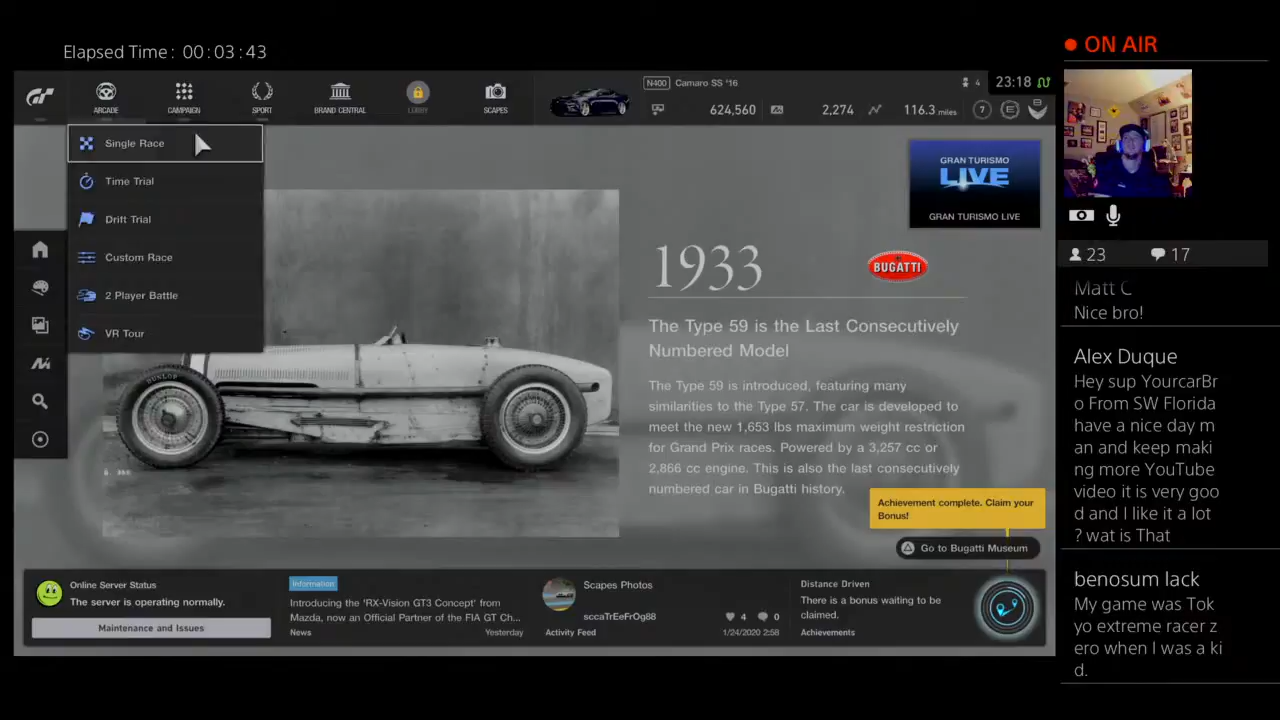 Elapsed Time: 00:03:43
ON AIR
ARCADE
CAMPAIGN
SPORT
BRAND CENTRAL
LOBBY
SCAPES
N400 Camaro SS '16
624,560
2,274
116.3 miles
4
23:18
7
E
Single Race
Time Trial
Drift Trial
Custom Race
2 Player Battle
VR Tour
GRAN TURISMO
LIVE
GRAN TURISMO LIVE
DUNLOP
1933
BUGATTI
The Type 59 is the Last Consecutively
Numbered Model
The Type 59 is introduced, featuring many
similarities to the Type 57. The car is developed to
meet the new 1,653 lbs maximum weight restriction
for Grand Prix races. Powered by a 3,257 cc or
2,866 cc engine. This is also the last consecutively
numbered car in Bugatti history.
Achievement complete. Claim your
Bonus!
Go to Bugatti Museum
Online Server Status
The server is operating normally.
Maintenance and Issues
Information
Introducing the 'RX-Vision GT3 Concept' from
Mazda, now an Official Partner of the FIA GT Ch...
News
Yesterday
Scapes Photos
sccaTrEeFrOg88
4
0
Activity Feed
1/24/2020 2:58
Distance Driven
There is a bonus waiting to be
claimed.
Achievements
23
17
Matt C
Nice bro!
Alex Duque
Hey sup YourcarBr
o From SW Florida
have a nice day m
an and keep maki
ng more YouTube
video it is very goo
d and I like it a lot
? wat is That
benosum lack
My game was Tok
yo extreme racer z
ero when I was a ki
d.